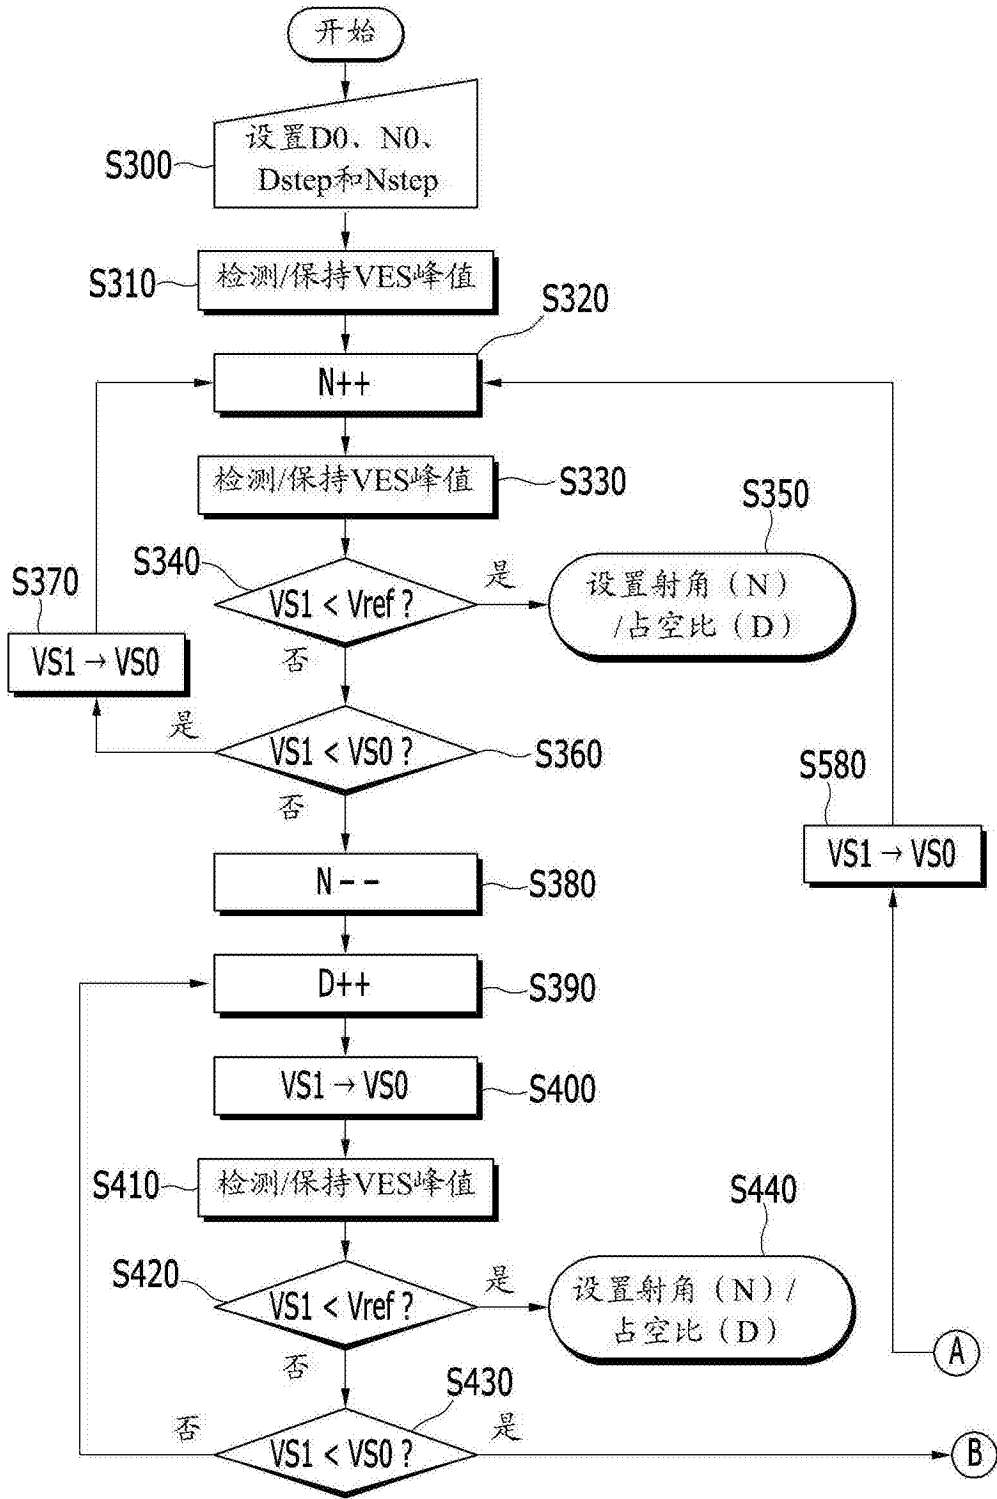 开始
设置D0、N0、
Dstep和Nstep
S300
检测/保持VES峰值
S310
S320
N++
检测/保持VES峰值
S330
S350
S340
VS1 < Vref ?
是
设置射角（N）
/占空比（D）
否
S370
VS1→VS0
是
VS1 < VS0 ?
S360
否
S580
VS1→VS0
N--
S380
D++
S390
VS1→VS0
S400
检测/保持VES峰值
S410
S440
S420
VS1 < Vref ?
是
设置射角（N）/
占空比（D）
否
A
S430
否
VS1 < VS0 ?
是
B